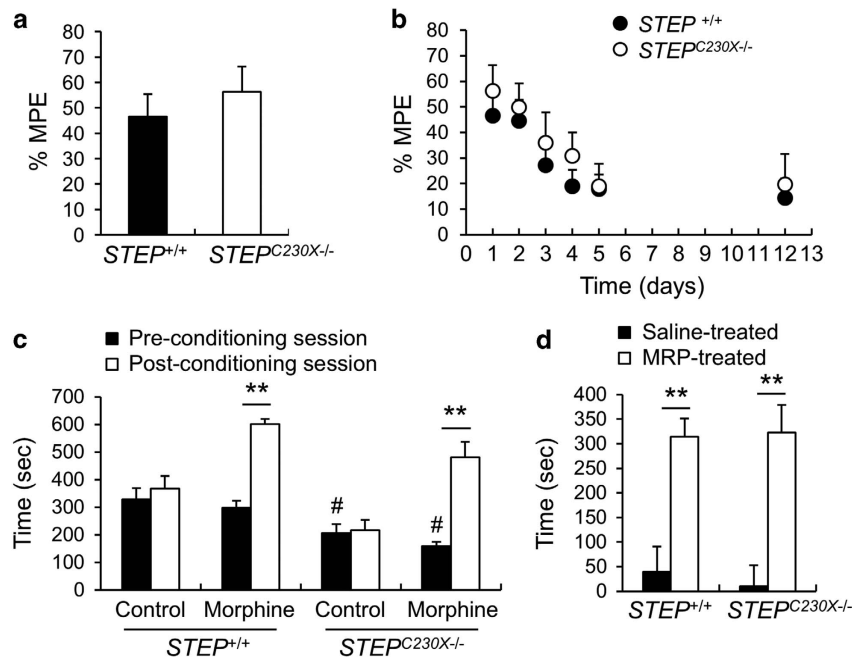 a
80
70
60
50
40
30
20
10
0
% MPE
STEP+/+ STEPC230X-/-
b
STEP +/+
STEPC230X-/-
80
70
60
50
40
30
20
10
0
% MPE
0 1 2 3 4 5 6 7 8 9 10 11 12 13
Time (days)
c
Pre-conditioning session
Post-conditioning session
700
600
500
400
300
200
100
0
Time (sec)
**
#
#
**
Control Morphine Control Morphine
STEP+/+ STEPC230X-/-
d
Saline-treated
MRP-treated
400
350
300
250
200
150
100
50
0
Time (sec)
** **
STEP+/+ STEPC230X-/-